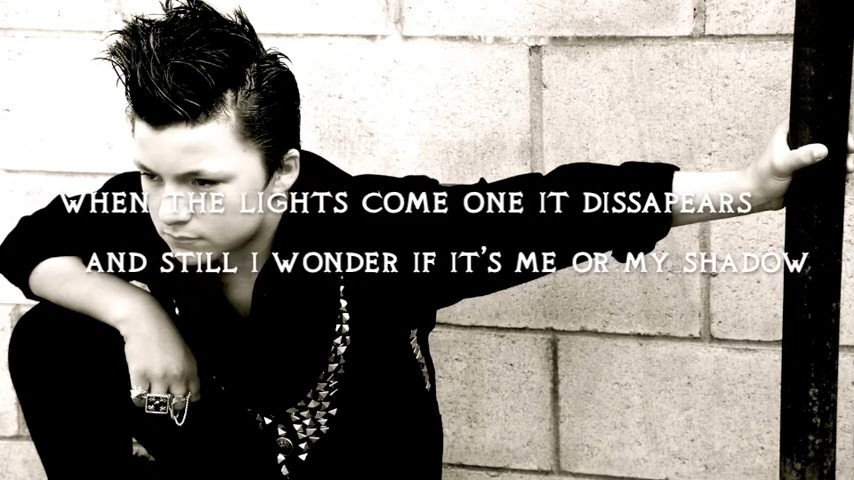 WHEN THE LIGHTS COME ONE IT DISSAPEARS
AND STILL I WONDER IF IT'S ME OR MY SHADOW